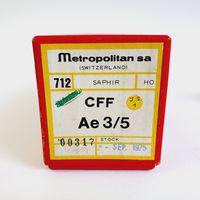 Metropolitan sa
(SWITZERLAND)
712 SAPHIR HO
CFF
Ae 3/5
00317 STOCK
-- SEP. 1975